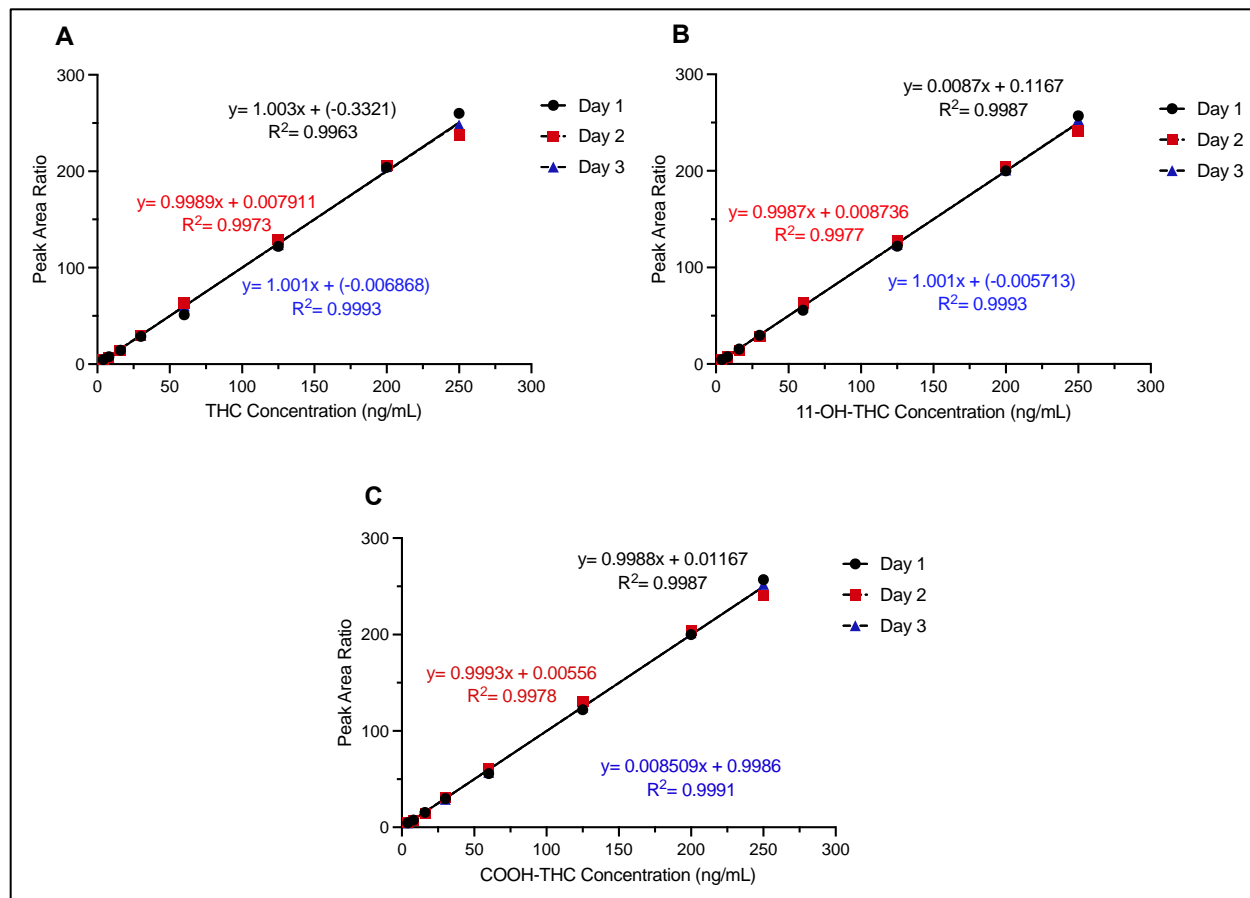 A
300
200
100
0
Peak Area Ratio
y= 1.003x + (-0.3321)
R²= 0.9963
y= 0.9989x + 0.007911
R²= 0.9973
y= 1.001x + (-0.006868)
R²= 0.9993
Day 1
Day 2
Day 3
0 50 100 150 200 250 300
THC Concentration (ng/mL)
B
300
200
100
0
Peak Area Ratio
y= 0.0087x + 0.1167
R²= 0.9987
y= 0.9987x + 0.008736
R²= 0.9977
y= 1.001x + (-0.005713)
R²= 0.9993
Day 1
Day 2
Day 3
0 50 100 150 200 250 300
11-OH-THC Concentration (ng/mL)
C
300
200
100
0
Peak Area Ratio
y= 0.9988x + 0.01167
R²= 0.9987
y= 0.9993x + 0.00556
R²= 0.9978
y= 0.008509x + 0.9986
R²= 0.9991
Day 1
Day 2
Day 3
0 50 100 150 200 250 300
COOH-THC Concentration (ng/mL)